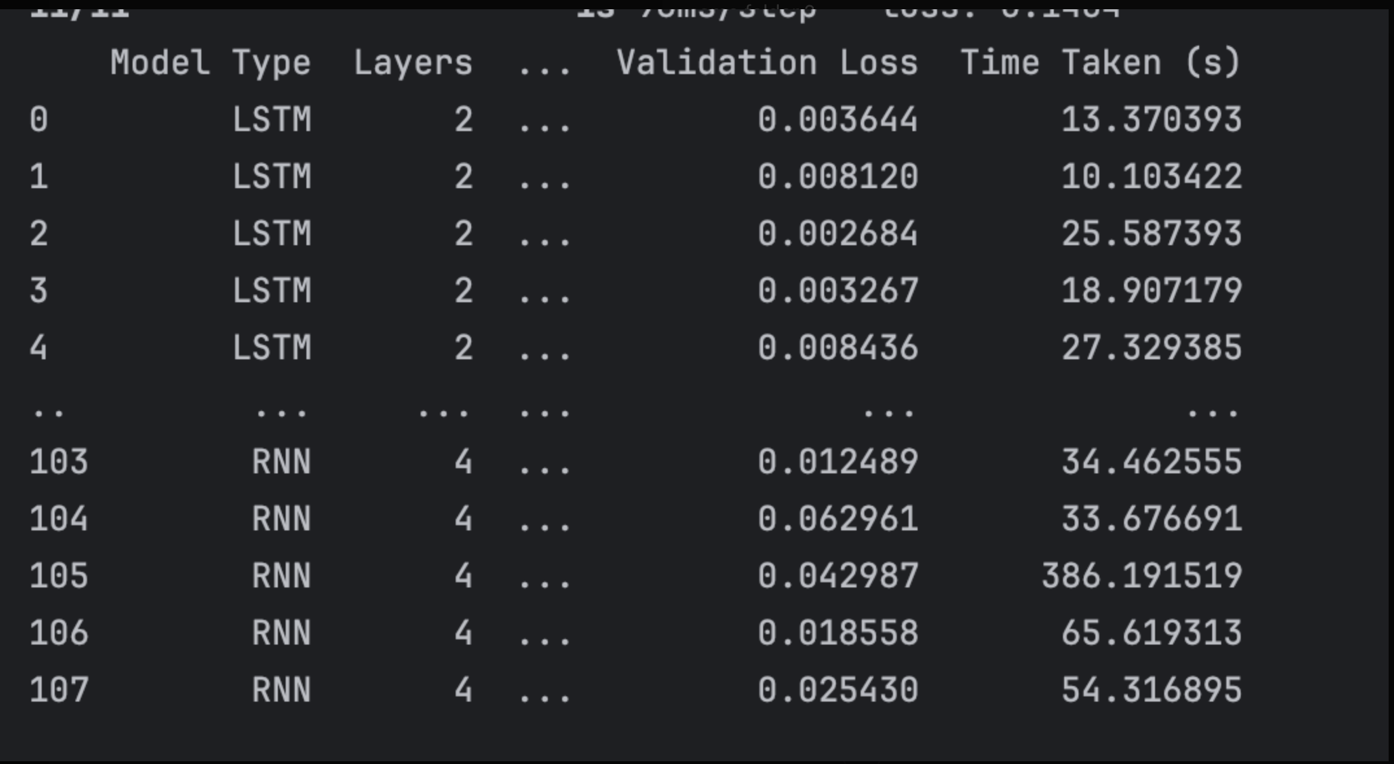 Model Type  Layers  ...  Validation Loss  Time Taken (s)
0  LSTM  2  ...  0.003644  13.370393
1  LSTM  2  ...  0.008120  10.103422
2  LSTM  2  ...  0.002684  25.587393
3  LSTM  2  ...  0.003267  18.907179
4  LSTM  2  ...  0.008436  27.329385
..  ...  ...  ...  ...  ...
103  RNN  4  ...  0.012489  34.462555
104  RNN  4  ...  0.062961  33.676691
105  RNN  4  ...  0.042987  386.191519
106  RNN  4  ...  0.018558  65.619313
107  RNN  4  ...  0.025430  54.316895